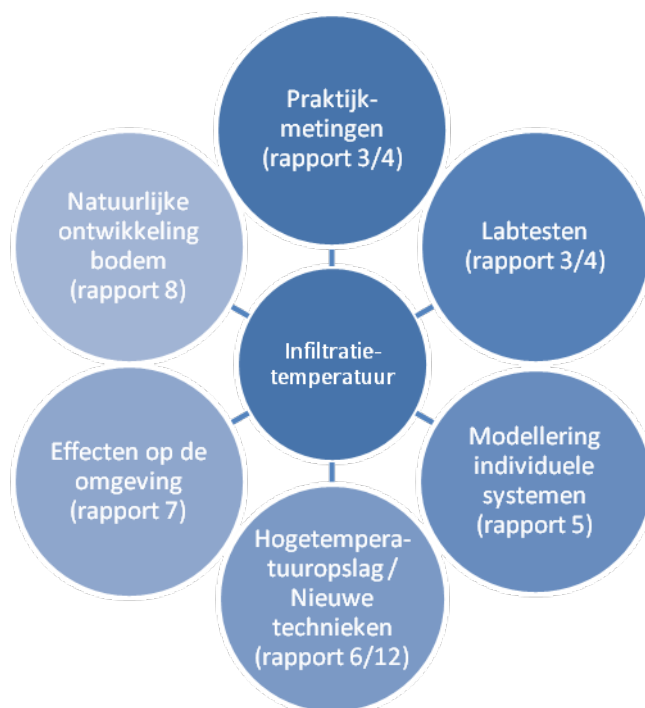 Praktijk-
metingen
(rapport 3/4)
Labtesten
(rapport 3/4)
Modellering
individuele
systemen
(rapport 5)
Hogetempera-
tuuropslag /
Nieuwe
technieken
(rapport 6/12)
Effecten op de
omgeving
(rapport 7)
Natuurlijke
ontwikkeling
bodem
(rapport 8)
Infiltratie-
temperatuur